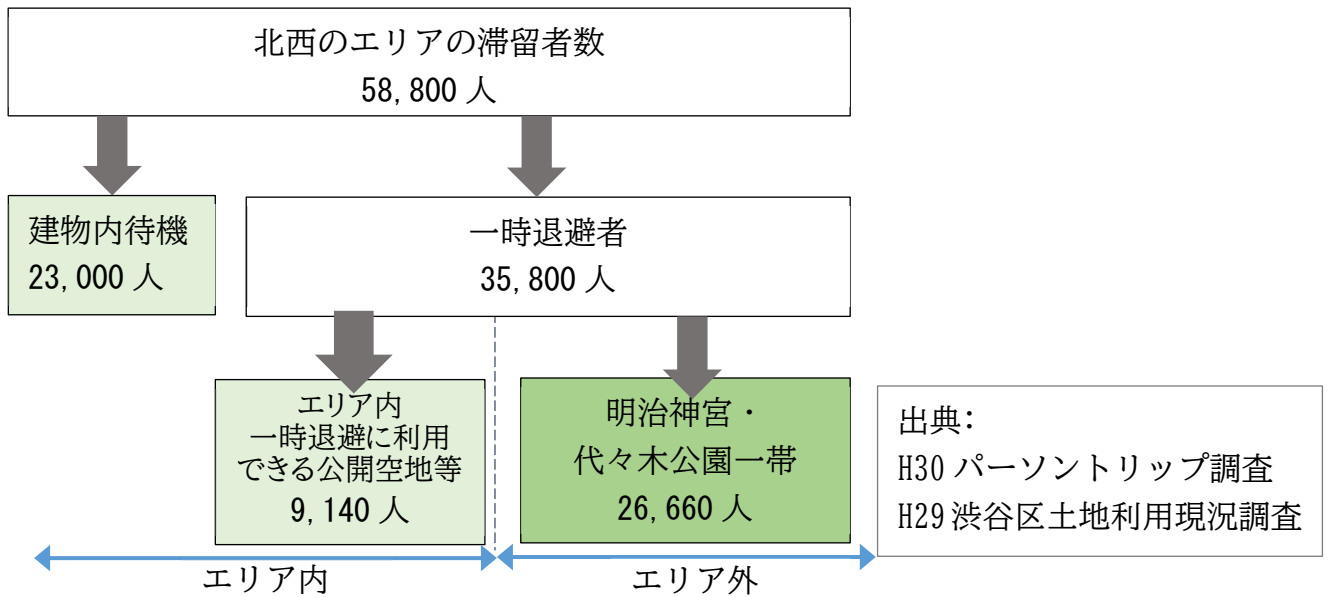 北西のエリアの滞留者数
58,800 人
建物内待機
23,000 人
一時退避者
35,800 人
エリア内
一時退避に利用
できる公開空地等
9,140 人
明治神宮・
代々木公園一帯
26,660 人
出典:
H30 パーソントリップ調査
H29 渋谷区土地利用現況調査
エリア内
エリア外